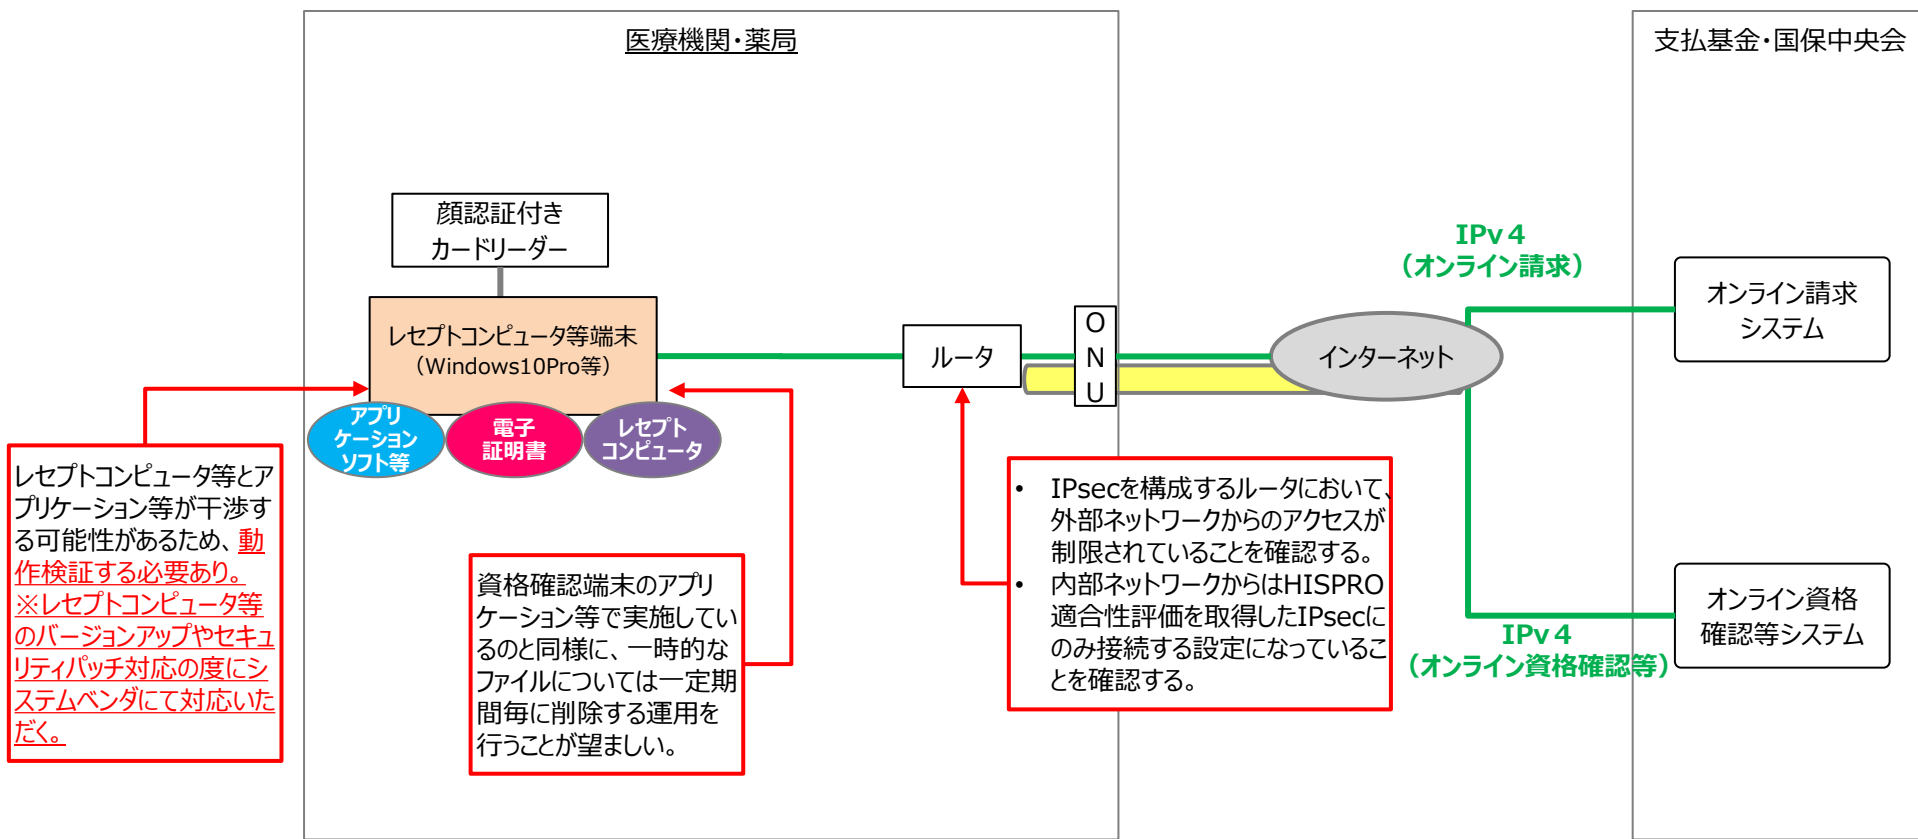 医療機関・薬局
支払基金・国保中央会
顔認証付き
カードリーダー
レセプトコンピュータ等端末
（Windows10Pro等）
アプリ
ケーション
ソフト等
電子
証明書
レセプト
コンピュータ
ルータ
O
N
U
インターネット
IPv４
（オンライン請求）
オンライン請求
システム
IPv４
（オンライン資格確認等）
オンライン資格
確認等システム
レセプトコンピュータ等とア
プリケーション等が干渉す
る可能性があるため、動
作検証する必要あり。
※レセプトコンピュータ等
のバージョンアップやセキュ
リティパッチ対応の度にシ
ステムベンダにて対応いた
だく。
資格確認端末のアプリ
ケーション等で実施してい
るのと同様に、一時的な
ファイルについては一定期
間毎に削除する運用を
行うことが望ましい。
• IPsecを構成するルータにおいて、
外部ネットワークからのアクセスが
制限されていることを確認する。
• 内部ネットワークからはHISPRO
適合性評価を取得したIPsecに
のみ接続する設定になっているこ
とを確認する。